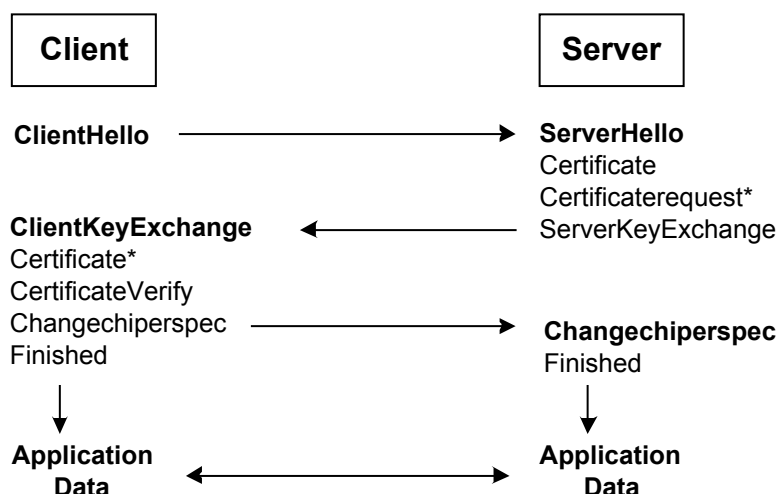 Client
Server
ClientHello
ServerHello
Certificate
Certificaterequest*
ServerKeyExchange
ClientKeyExchange
Certificate*
CertificateVerify
Changechiperspec
Finished
Changechiperspec
Finished
Application
Data
Application
Data